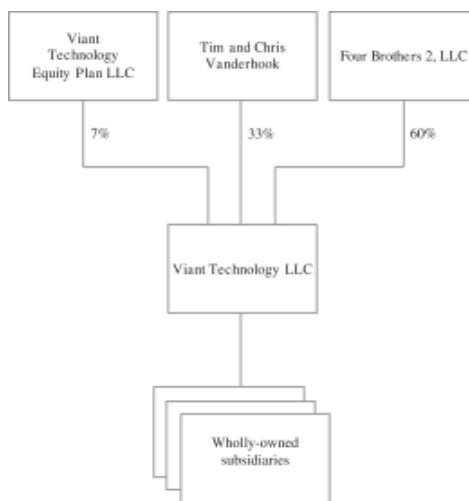 Viant
Technology
Equity Plan LLC
Tim and Chris
Vanderhook
Four Brothers 2, LLC
7%
33%
60%
Viant Technology LLC
Wholly-owned
subsidiaries